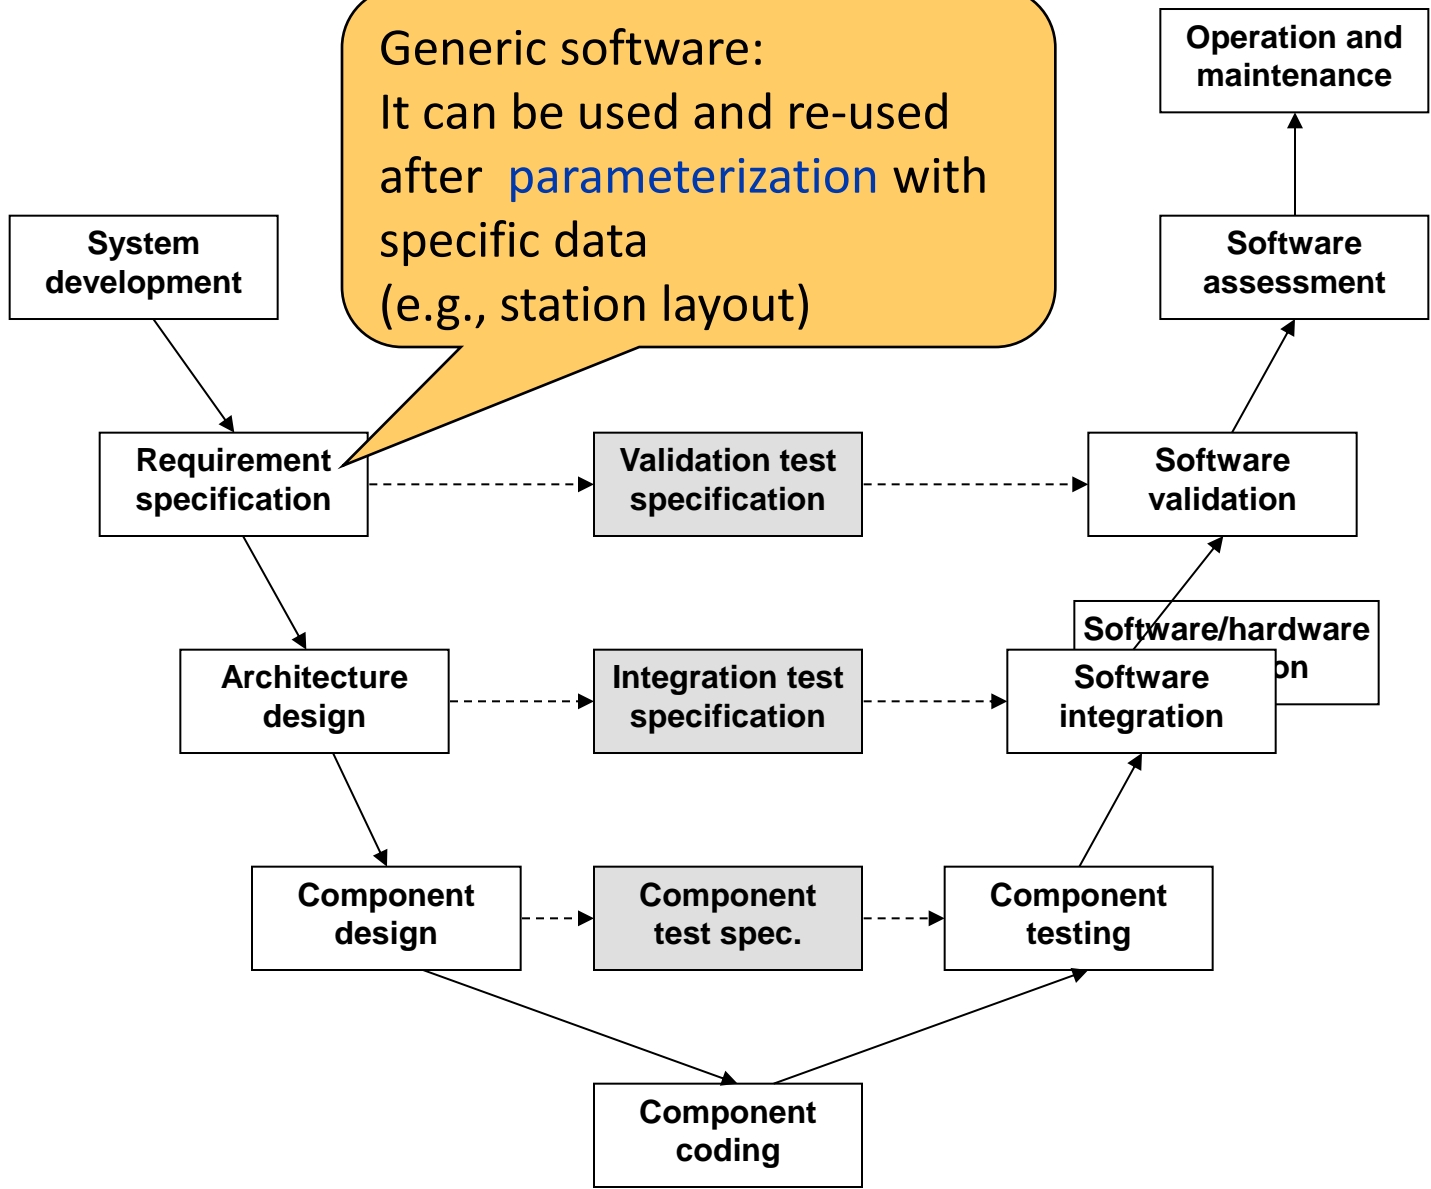 Generic software:
It can be used and re-used
after parameterization with
specific data
(e.g., station layout)
Operation and
maintenance
System
development
Software
assessment
Requirement
specification
Validation test
specification
Software
validation
Software/hardware
on
Architecture
design
Integration test
specification
Software
integration
Component
design
Component
test spec.
Component
testing
Component
coding